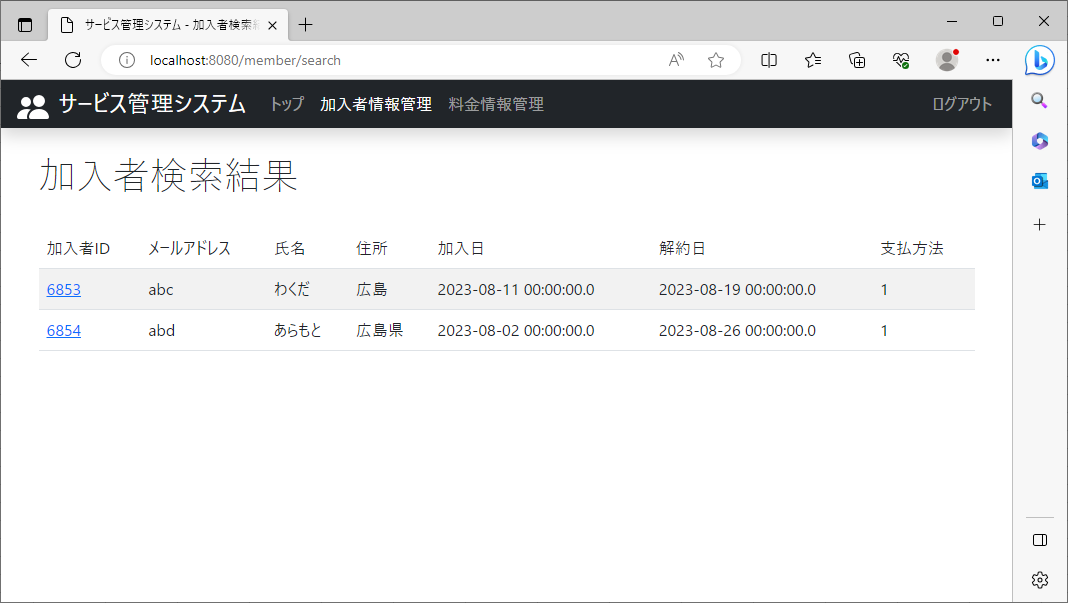 サービス管理システム - 加入者検索
localhost:8080/member/search
サービス管理システム トップ 加入者情報管理 料金情報管理 ログアウト
加入者検索結果
加入者ID メールアドレス 氏名 住所 加入日 解約日 支払方法
6853 abc わくだ 広島 2023-08-11 00:00:00.0 2023-08-19 00:00:00.0 1
6854 abd あらもと 広島県 2023-08-02 00:00:00.0 2023-08-26 00:00:00.0 1